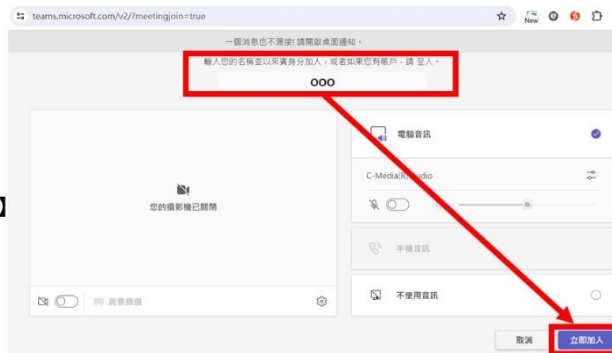 teams.microsoft.com/v2/?meetingjoin=true
New
一個消息也不漏接! 請開啟桌面通知。
輸入您的名稱並以來賓身分加入，或者如果您有帳戶，請 登入。
OOO
電腦音訊
C-Media(R) Audio
您的攝影機已關閉
】
手機音訊
背景篩選
不使用音訊
取消
立即加入